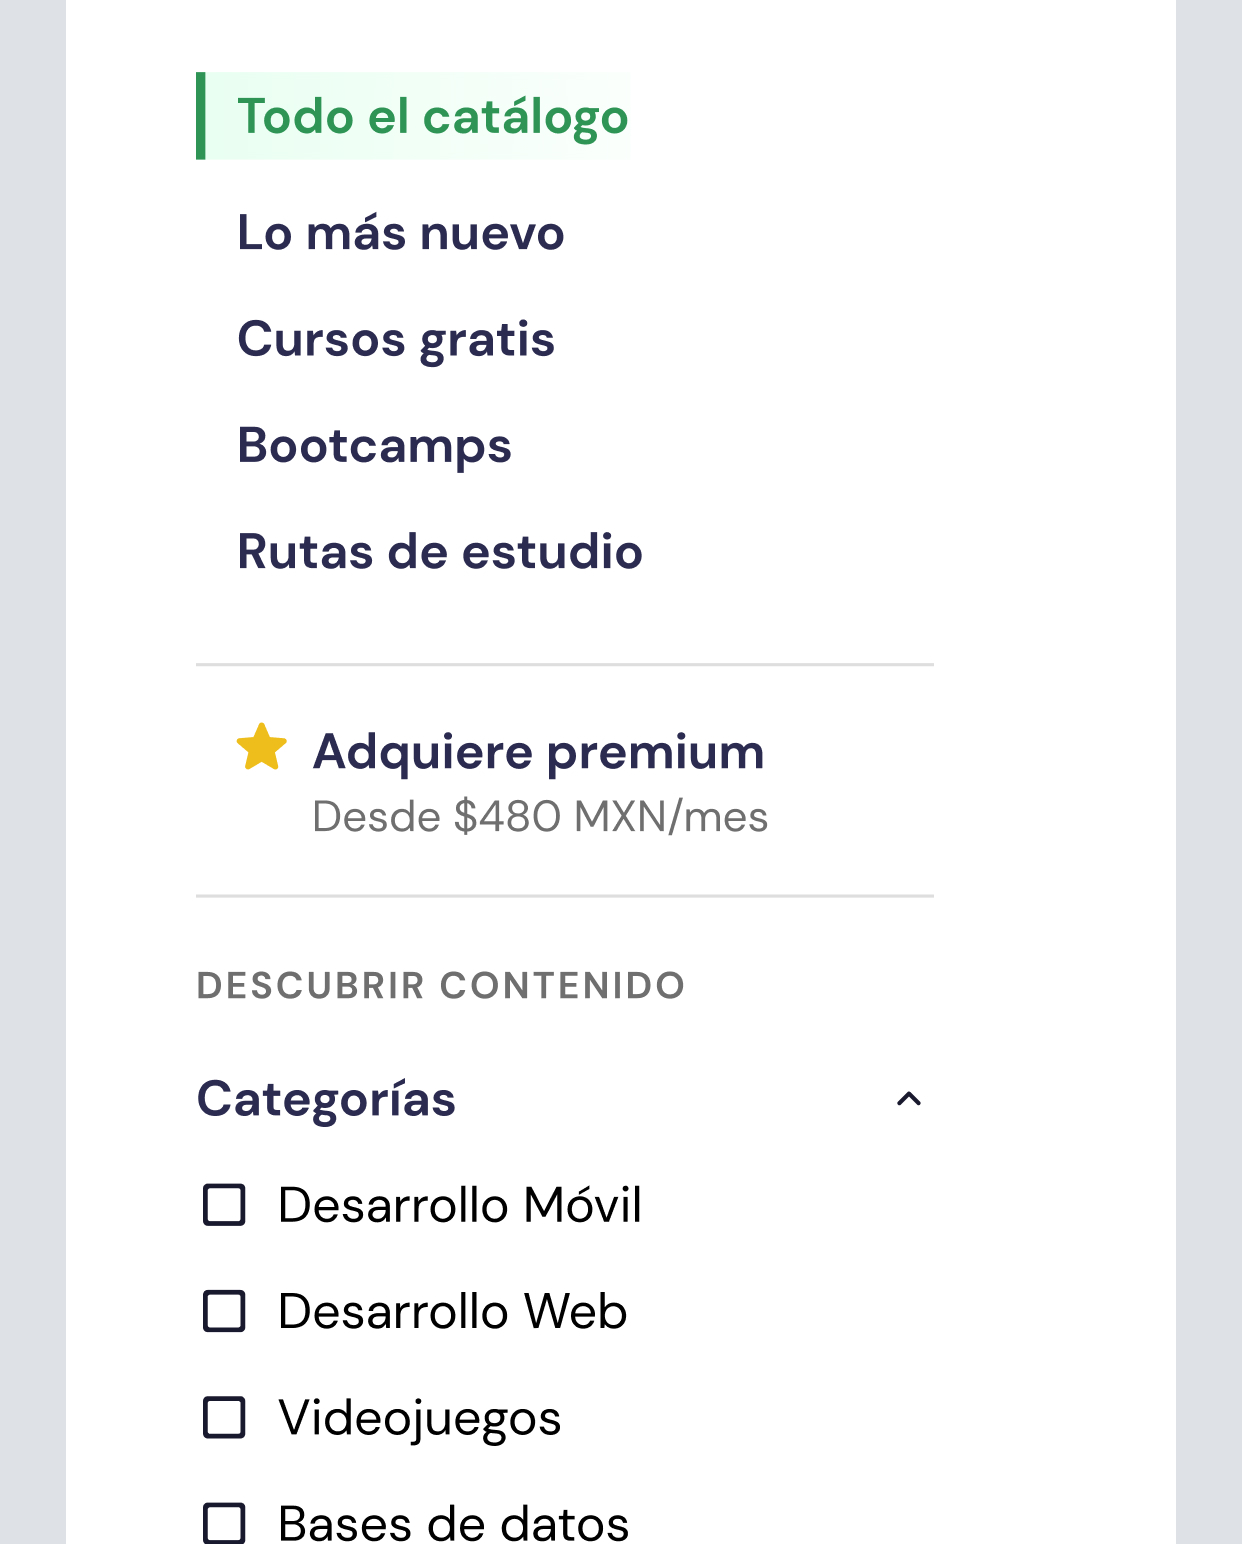 Todo el catálogo
Lo más nuevo
Cursos gratis
Bootcamps
Rutas de estudio
Adquiere premium
Desde $480 MXN/mes
DESCUBRIR CONTENIDO
Categorías
Desarrollo Móvil
Desarrollo Web
Videojuegos
Bases de datos